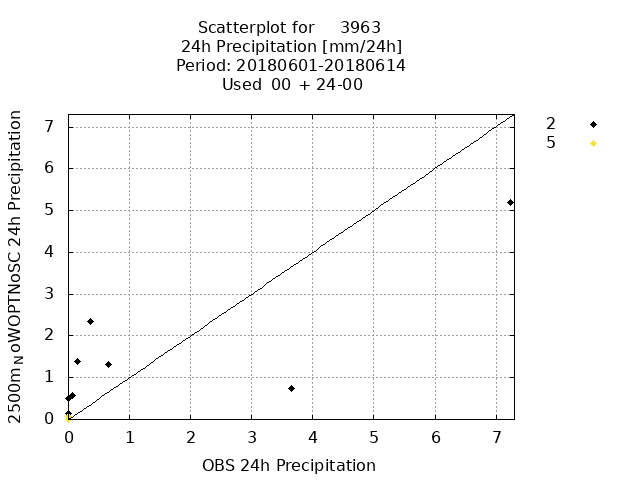 Scatterplot for 3963
24h Precipitation [mm/24h]
Period: 20180601-20180614
Used 00 + 24-00
2
5
2500m_NoWOPTNoSC 24h Precipitation
7
6
5
4
3
2
1
0
0 1 2 3 4 5 6 7
OBS 24h Precipitation